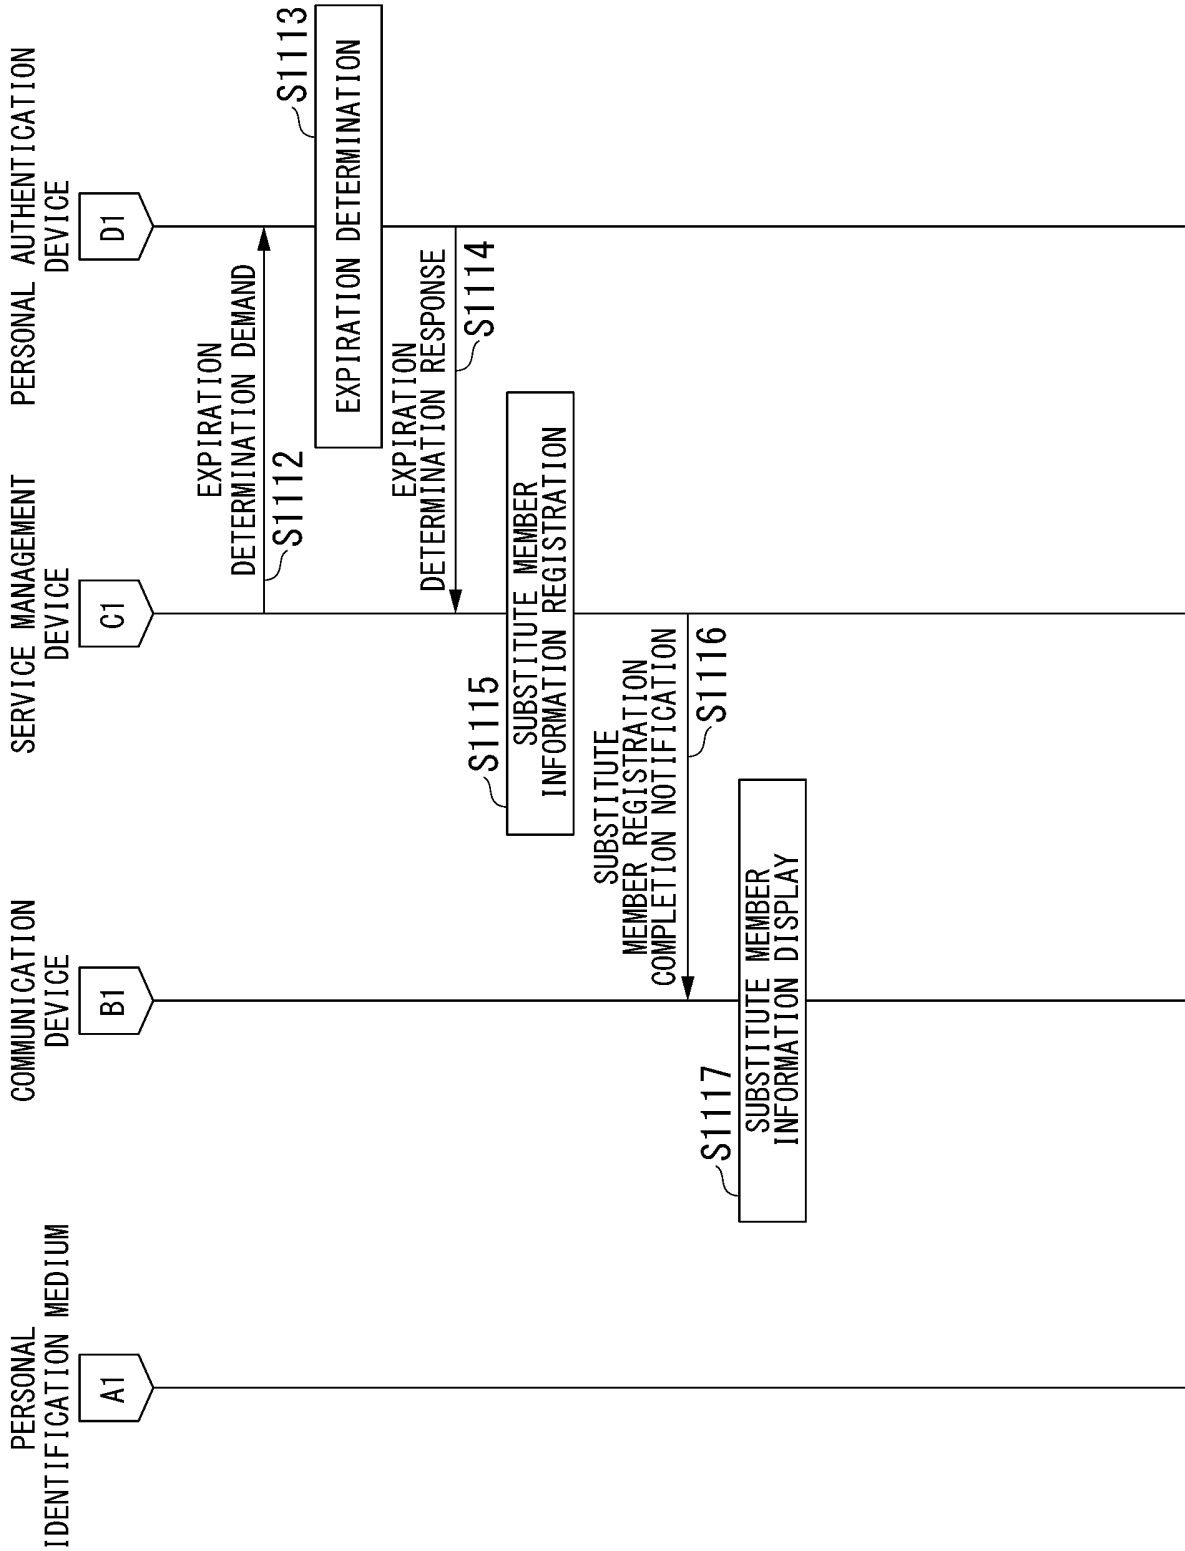 PERSONAL
IDENTIFICATION MEDIUM
A1
COMMUNICATION
DEVICE
B1
SERVICE MANAGEMENT
DEVICE
C1
PERSONAL AUTHENTICATION
DEVICE
D1
EXPIRATION
DETERMINATION DEMAND
S1112
S1113
EXPIRATION DETERMINATION
EXPIRATION
DETERMINATION RESPONSE
S1114
S1115
SUBSTITUTE MEMBER
INFORMATION REGISTRATION
SUBSTITUTE
MEMBER REGISTRATION
COMPLETION NOTIFICATION
S1116
S1117
SUBSTITUTE MEMBER
INFORMATION DISPLAY